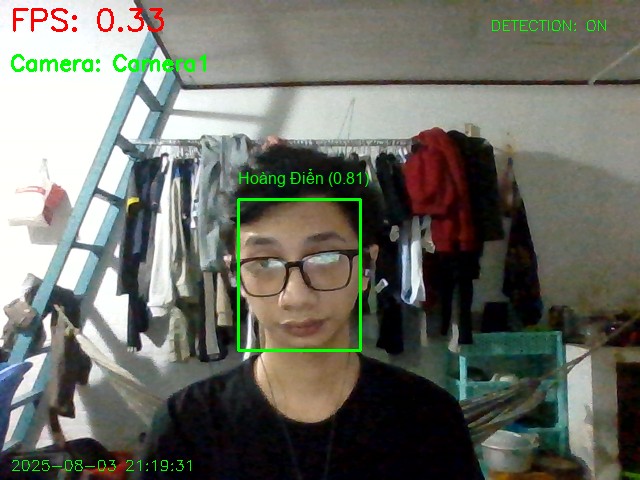 FPS: 0.33
DETECTION: ON
Camera: Camera1
Hoàng Điển (0.81)
2025-08-03 21:19:31